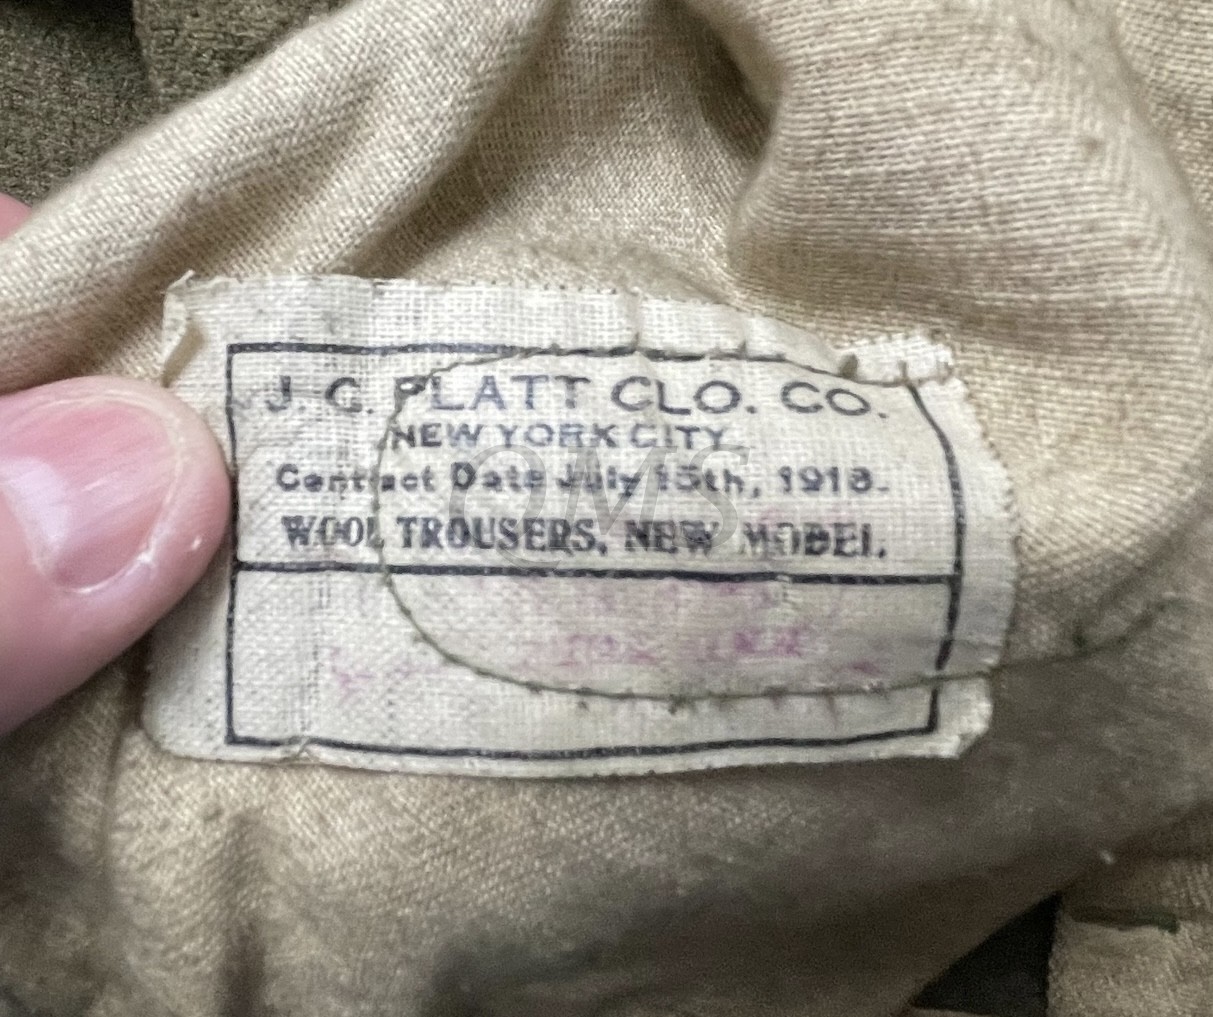 J. G. PLATT CLO. CO.
NEW YORK CITY
Contract Date July 15th, 1918.
WOOL TROUSERS, NEW MODEL.
QMS